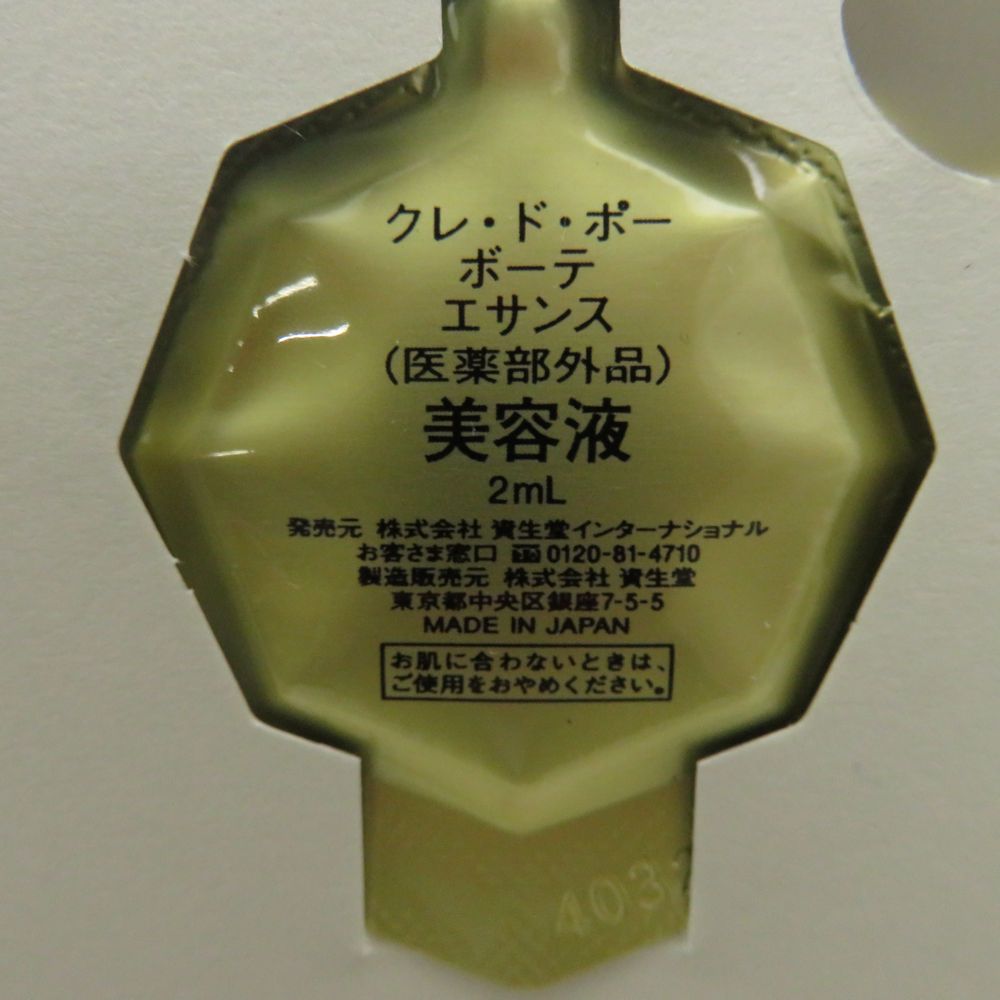 クレ・ド・ポー
ボーテ
エサンス
(医薬部外品)
美容液
2mL
発売元 株式会社 資生堂インターナショナル
お客さま窓口 0120-81-4710
製造販売元 株式会社 資生堂
東京都中央区銀座7-5-5
MADE IN JAPAN
お肌に合わないときは、
ご使用をおやめください。
403